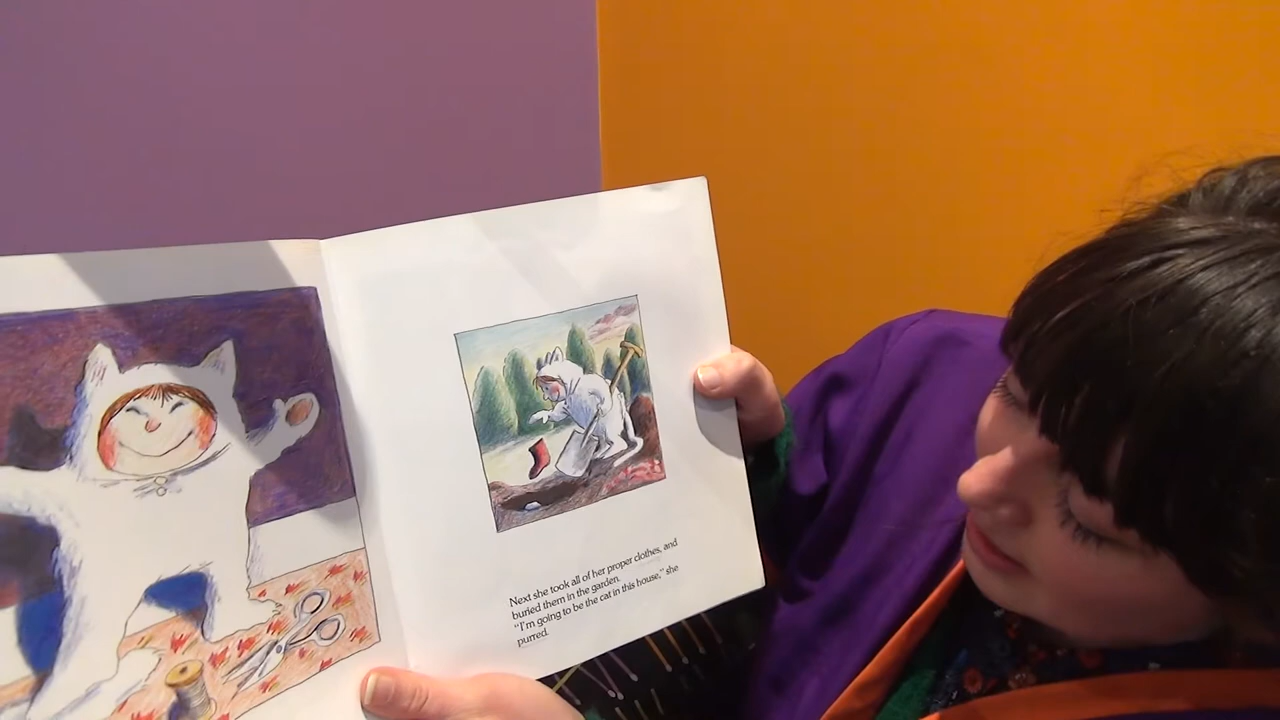 Next she took all of her proper clothes, and
buried them in the garden.
"I'm going to be the cat in this house," she
purred.